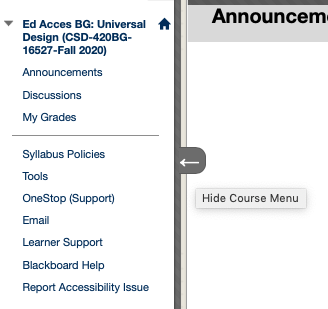 Ed Acces BG: Universal
Design (CSD-420BG-
16527-Fall 2020)
Announcements
Discussions
My Grades
Syllabus Policies
Tools
OneStop (Support)
Email
Learner Support
Blackboard Help
Report Accessibility Issue
Announcem
Hide Course Menu